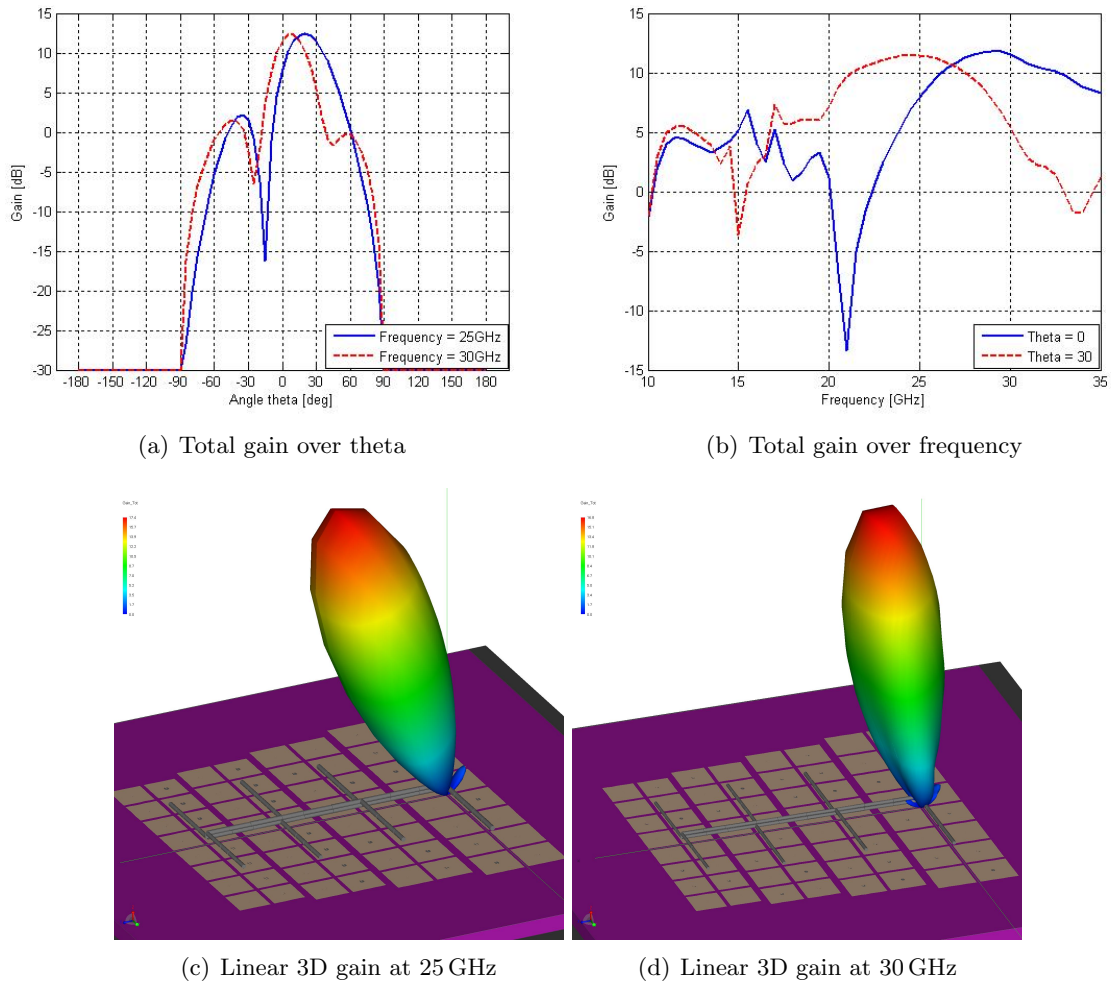 15
10
5
0
-5
-10
-15
-20
-25
-30
Gain [dB]
-180 -150 -120 -90 -60 -30 0 30 60 90 120 150 180
Angle theta [deg]
Frequency = 25GHz
Frequency = 30GHz
(a) Total gain over theta
15
10
5
0
-5
-10
-15
Gain [dB]
10 15 20 25 30 35
Frequency [GHz]
Theta = 0
Theta = 30
(b) Total gain over frequency
(c) Linear 3D gain at 25 GHz
(d) Linear 3D gain at 30 GHz